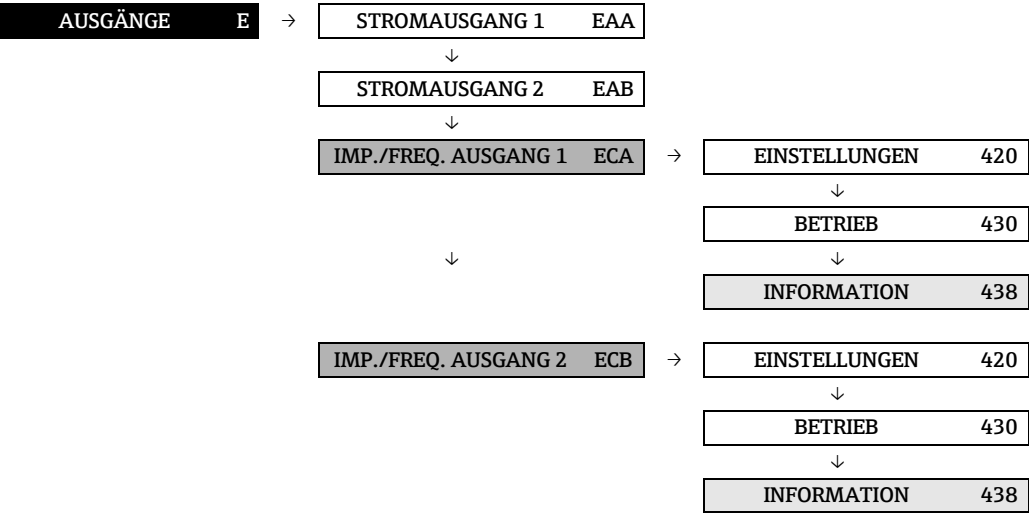 AUSGÄNGE E → STROMAUSGANG 1 EAA
↓
STROMAUSGANG 2 EAB
↓
IMP./FREQ. AUSGANG 1 ECA → EINSTELLUNGEN 420
↓
BETRIEB 430
↓ ↓
INFORMATION 438
IMP./FREQ. AUSGANG 2 ECB → EINSTELLUNGEN 420
↓
BETRIEB 430
↓
INFORMATION 438